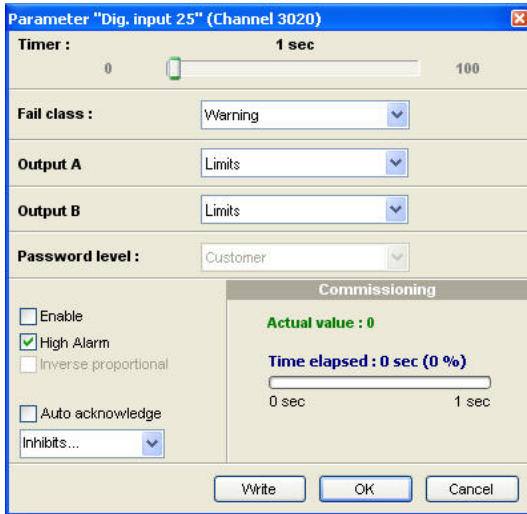 Parameter "Dig. input 25" (Channel 3020)
Timer : 1 sec
0 100
Fail class : Warning
Output A Limits
Output B Limits
Password level : Customer
Commissioning
Enable
High Alarm
Inverse proportional
Auto acknowledge
Inhibits...
Actual value : 0
Time elapsed : 0 sec (0 %)
0 sec 1 sec
Write OK Cancel